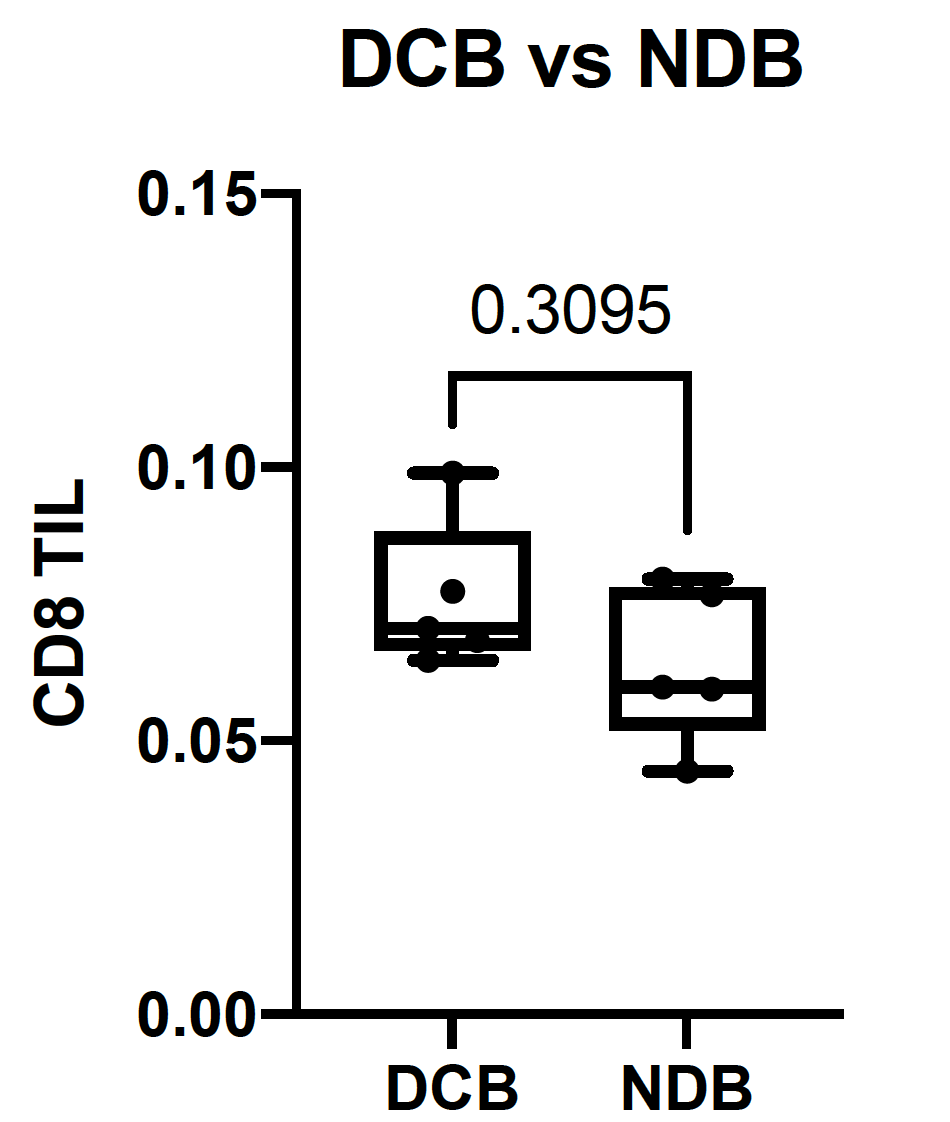 DCB vs NDB
0.15
0.3095
0.10
CD8 TIL
0.05
0.00
DCB
NDB